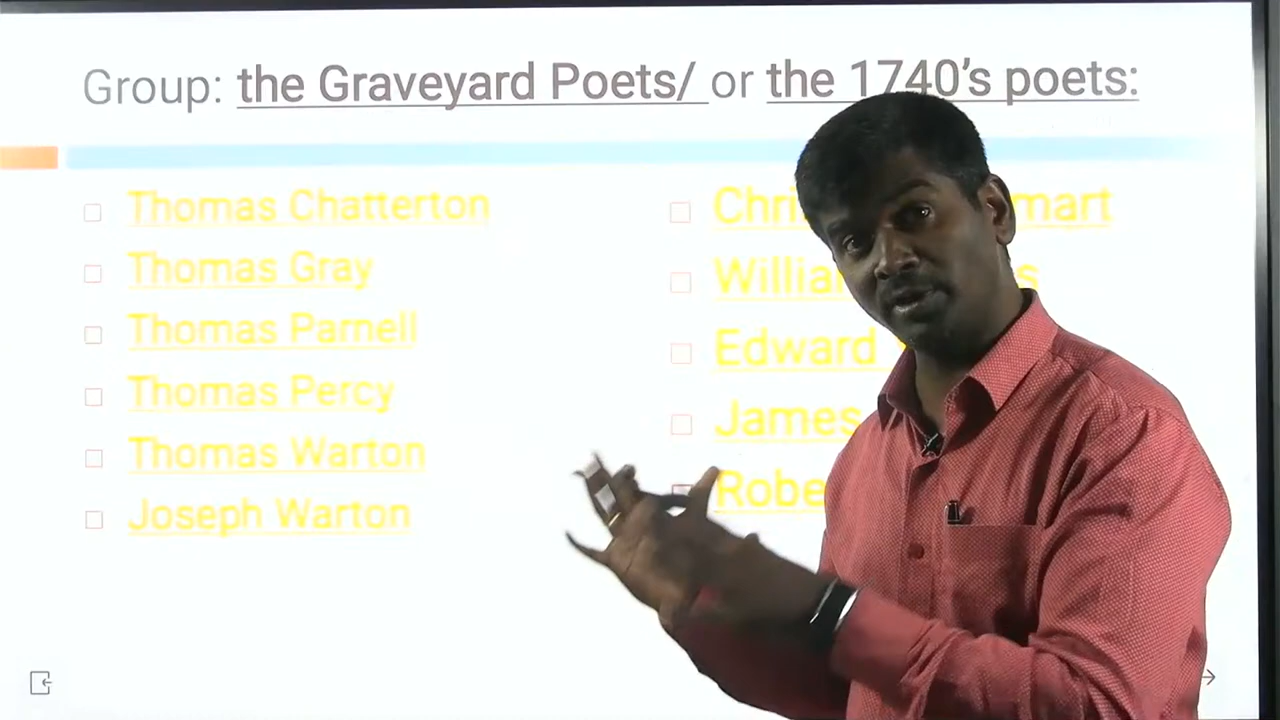 Group: the Graveyard Poets/ or the 1740's poets:
Thomas Chatterton
Thomas Gray
Thomas Parnell
Thomas Percy
Thomas Warton
Joseph Warton
Edward
James